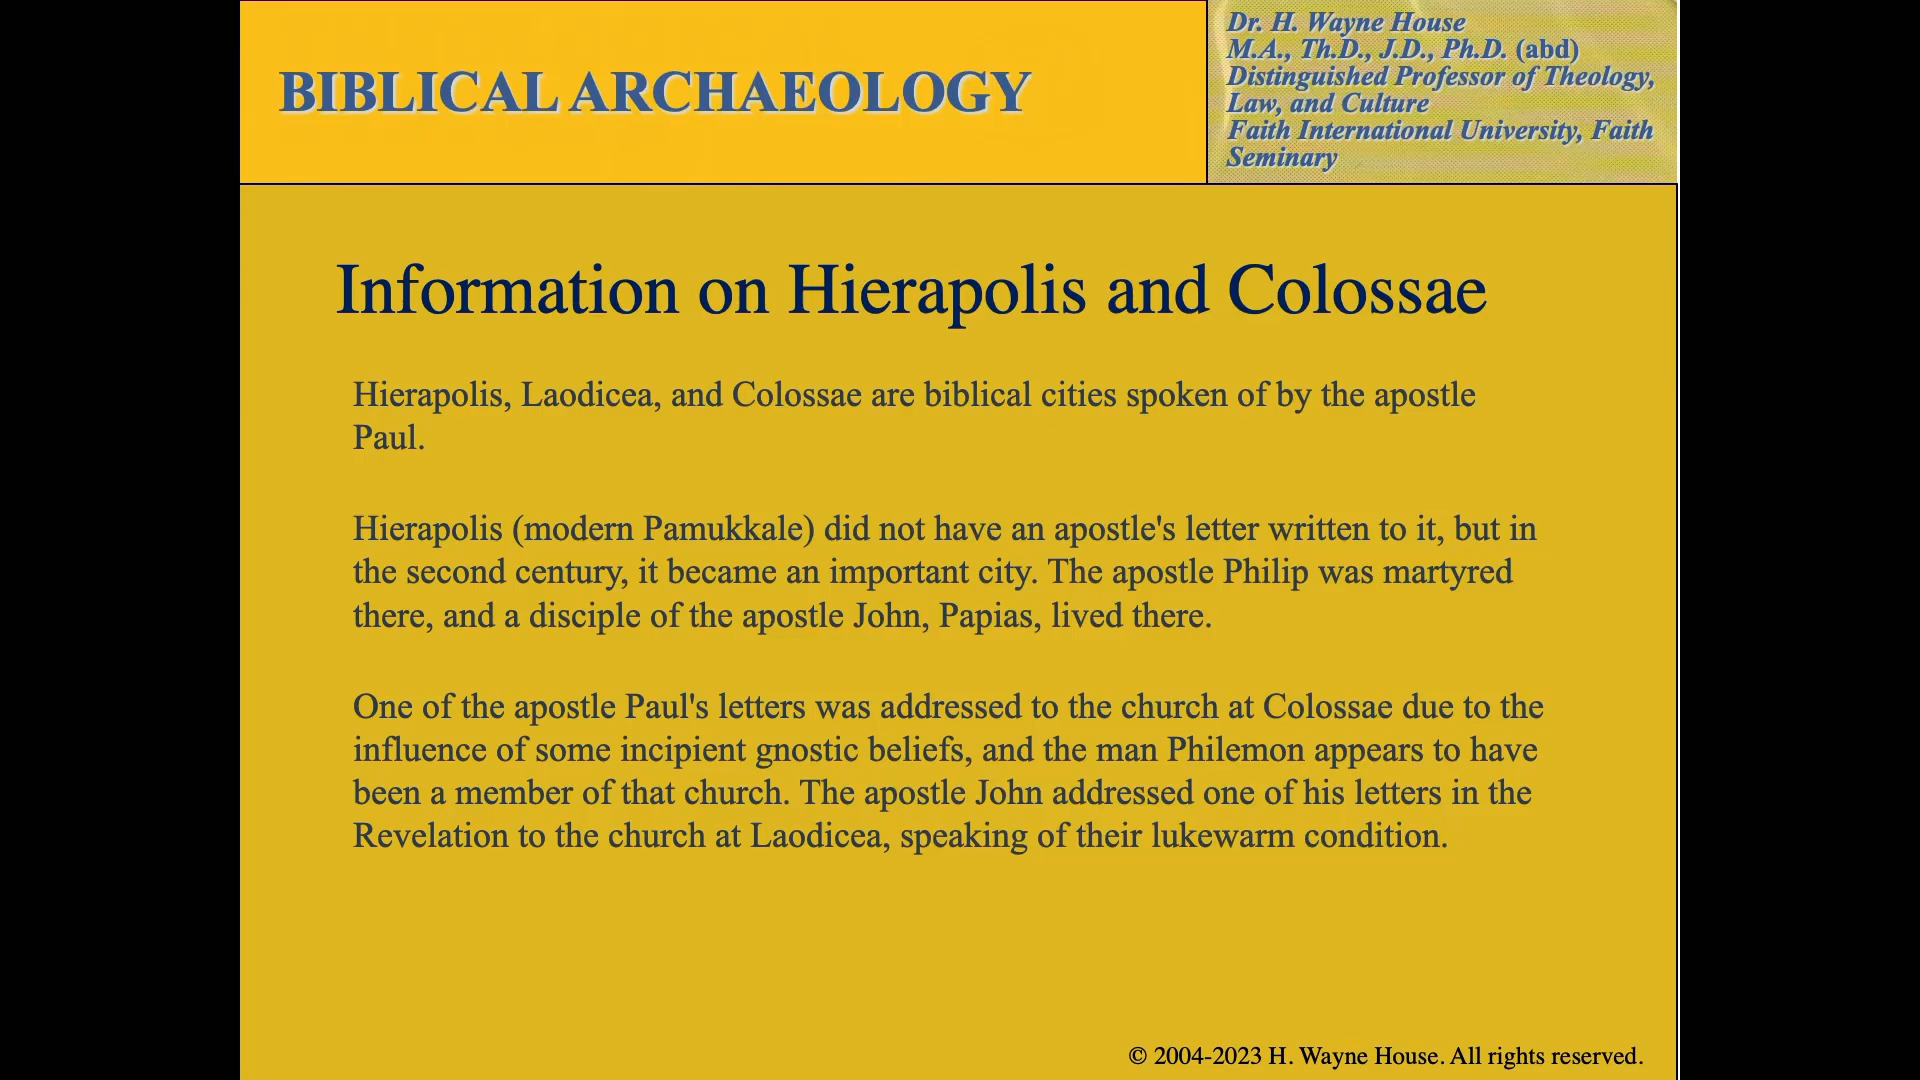 BIBLICAL ARCHAEOLOGY
Dr. H. Wayne House
M.A., Th.D., J.D., Ph.D. (abd)
Distinguished Professor of Theology,
Law, and Culture
Faith International University, Faith
Seminary
Information on Hierapolis and Colossae
Hierapolis, Laodicea, and Colossae are biblical cities spoken of by the apostle
Paul.
Hierapolis (modern Pamukkale) did not have an apostle's letter written to it, but in
the second century, it became an important city. The apostle Philip was martyred
there, and a disciple of the apostle John, Papias, lived there.
One of the apostle Paul's letters was addressed to the church at Colossae due to the
influence of some incipient gnostic beliefs, and the man Philemon appears to have
been a member of that church. The apostle John addressed one of his letters in the
Revelation to the church at Laodicea, speaking of their lukewarm condition.
© 2004-2023 H. Wayne House. All rights reserved.